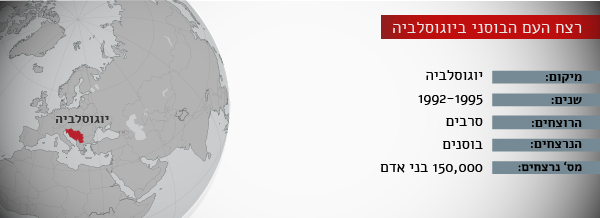 רצח העם הבוסני ביוגוסלביה
מיקום: יוגוסלביה
שנים: 1992-1995
הרוצחים: סרבים
הנרצחים: בוסנים
מס' נרצחים: 150,000 בני אדם
יוגוסלביה